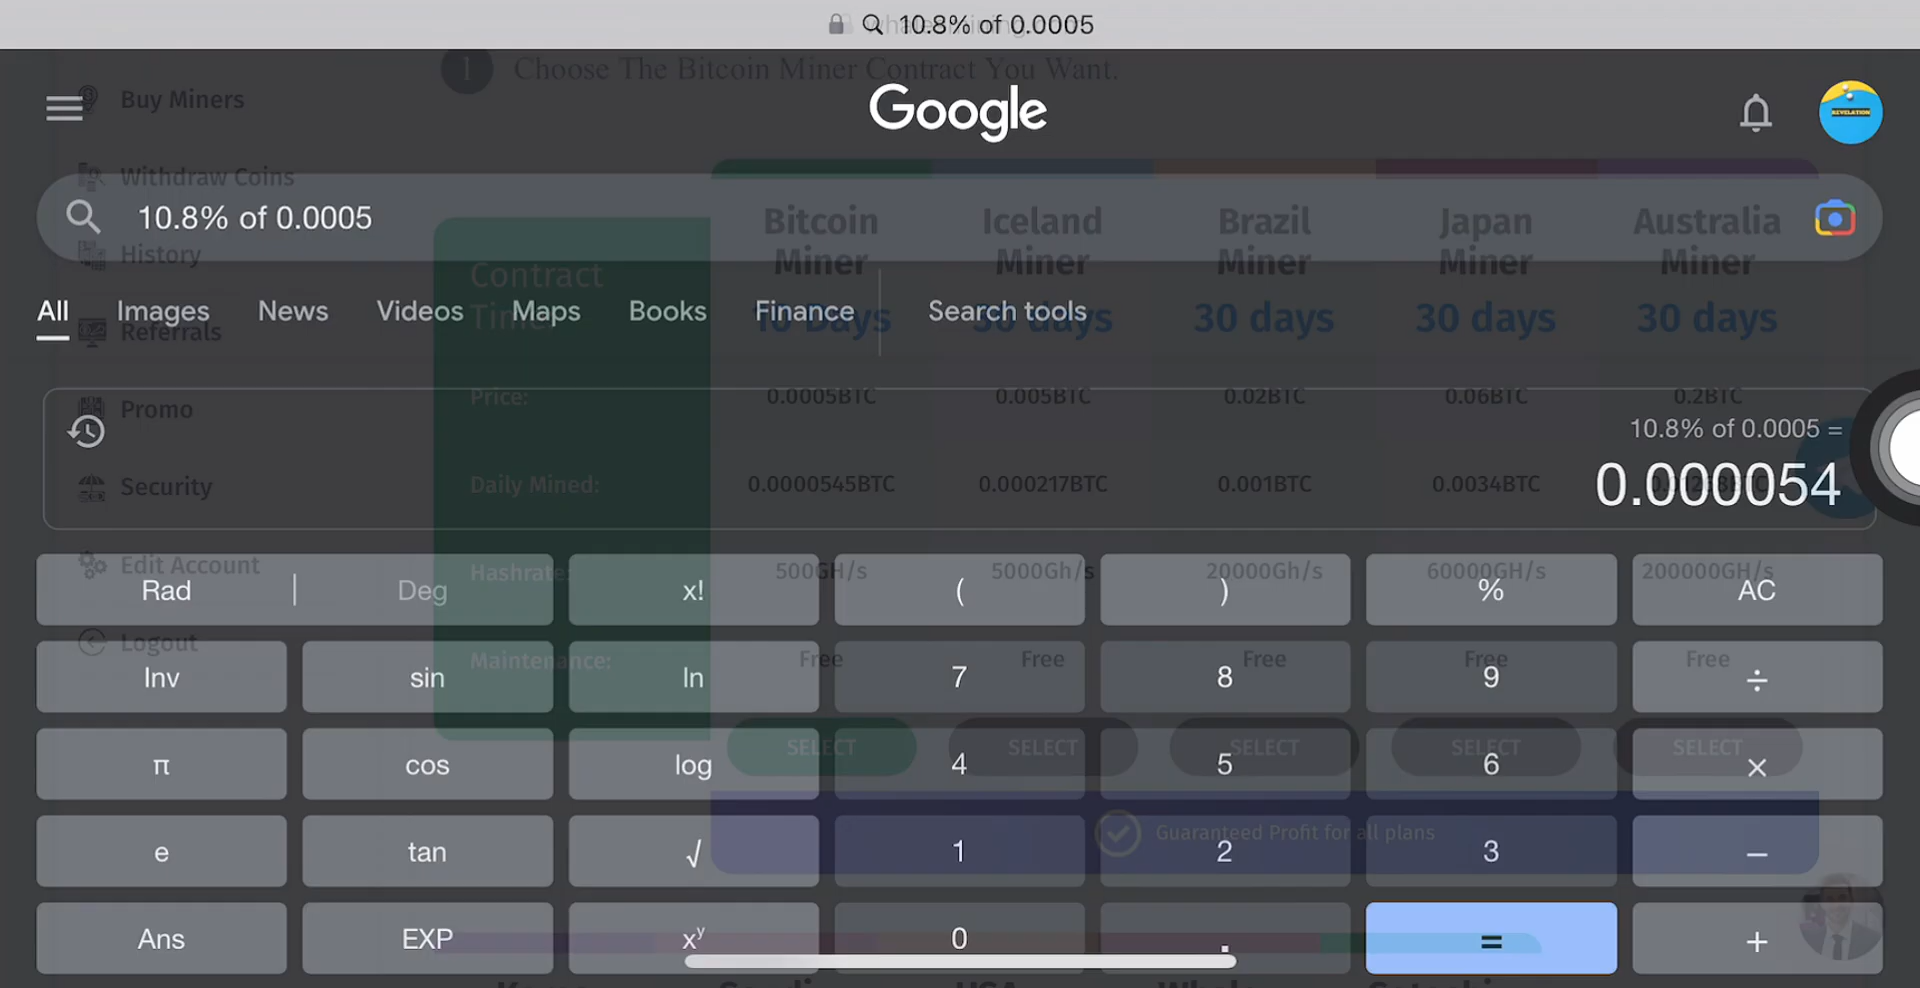 10.8% of 0.0005
1 Choose The Bitcoin Miner Contract You Want.
Buy Miners
Google
REVELATION
Withdraw Coins
10.8% of 0.0005
Bitcoin Miner
Iceland Miner
Brazil Miner
Japan Miner
Australia Miner
History
Contract Time:
All Images News Videos Maps Books Finance Search tools
10 Days 30 days 30 days 30 days 30 days
Referrals
Price: 0.0005BTC 0.005BTC 0.02BTC 0.06BTC 0.2BTC
Promo
10.8% of 0.0005 =
0.000054
Security
Daily Mined: 0.0000545BTC 0.000217BTC 0.001BTC 0.0034BTC
Edit Account
Hashrate: 500GH/s 5000Gh/s 20000Gh/s 60000GH/s 200000GH/s
Rad | Deg x! ( ) % AC
Logout
Maintenance: Free Free Free Free Free
Inv sin ln 7 8 9 ÷
SELECT SELECT SELECT SELECT SELECT
π cos log 4 5 6 ×
Guaranteed Profit for all plans
e tan √ 1 2 3 −
Ans EXP xʸ 0 . = +